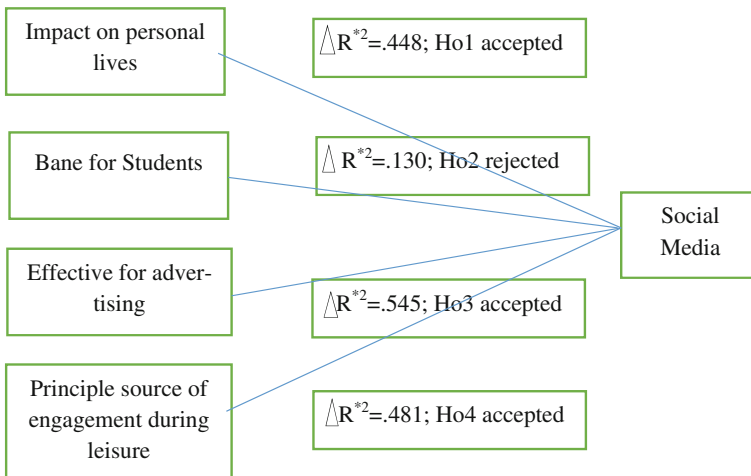 Impact on personal
lives
△R*2=.448; Ho1 accepted
Bane for Students
△ R*2=.130; Ho2 rejected
Social
Media
Effective for adver-
tising
△R*2=.545; Ho3 accepted
Principle source of
engagement during
leisure
△R*2=.481; Ho4 accepted